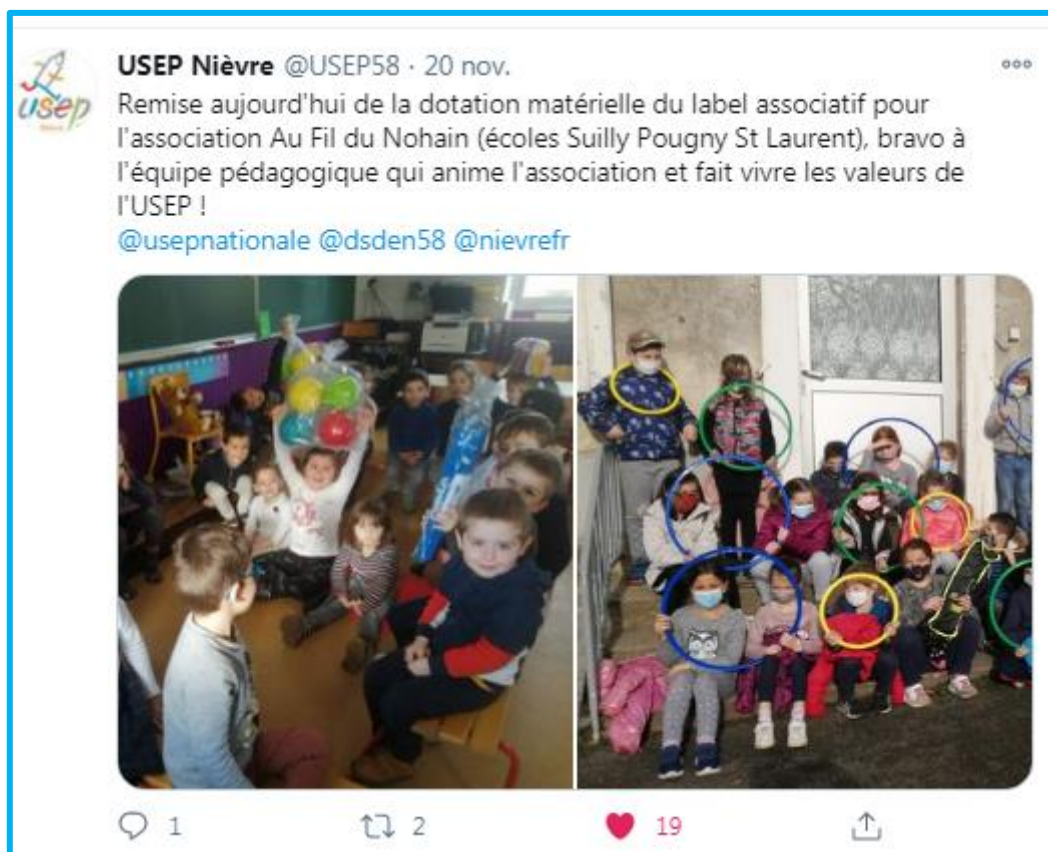 USEP Nièvre @USEP58 · 20 nov.
usep
Remise aujourd'hui de la dotation matérielle du label associatif pour
l'association Au Fil du Nohain (écoles Suilly Pougny St Laurent), bravo à
l'équipe pédagogique qui anime l'association et fait vivre les valeurs de
l'USEP !
@usepnationale @dsden58 @nievrefr
1 2 19